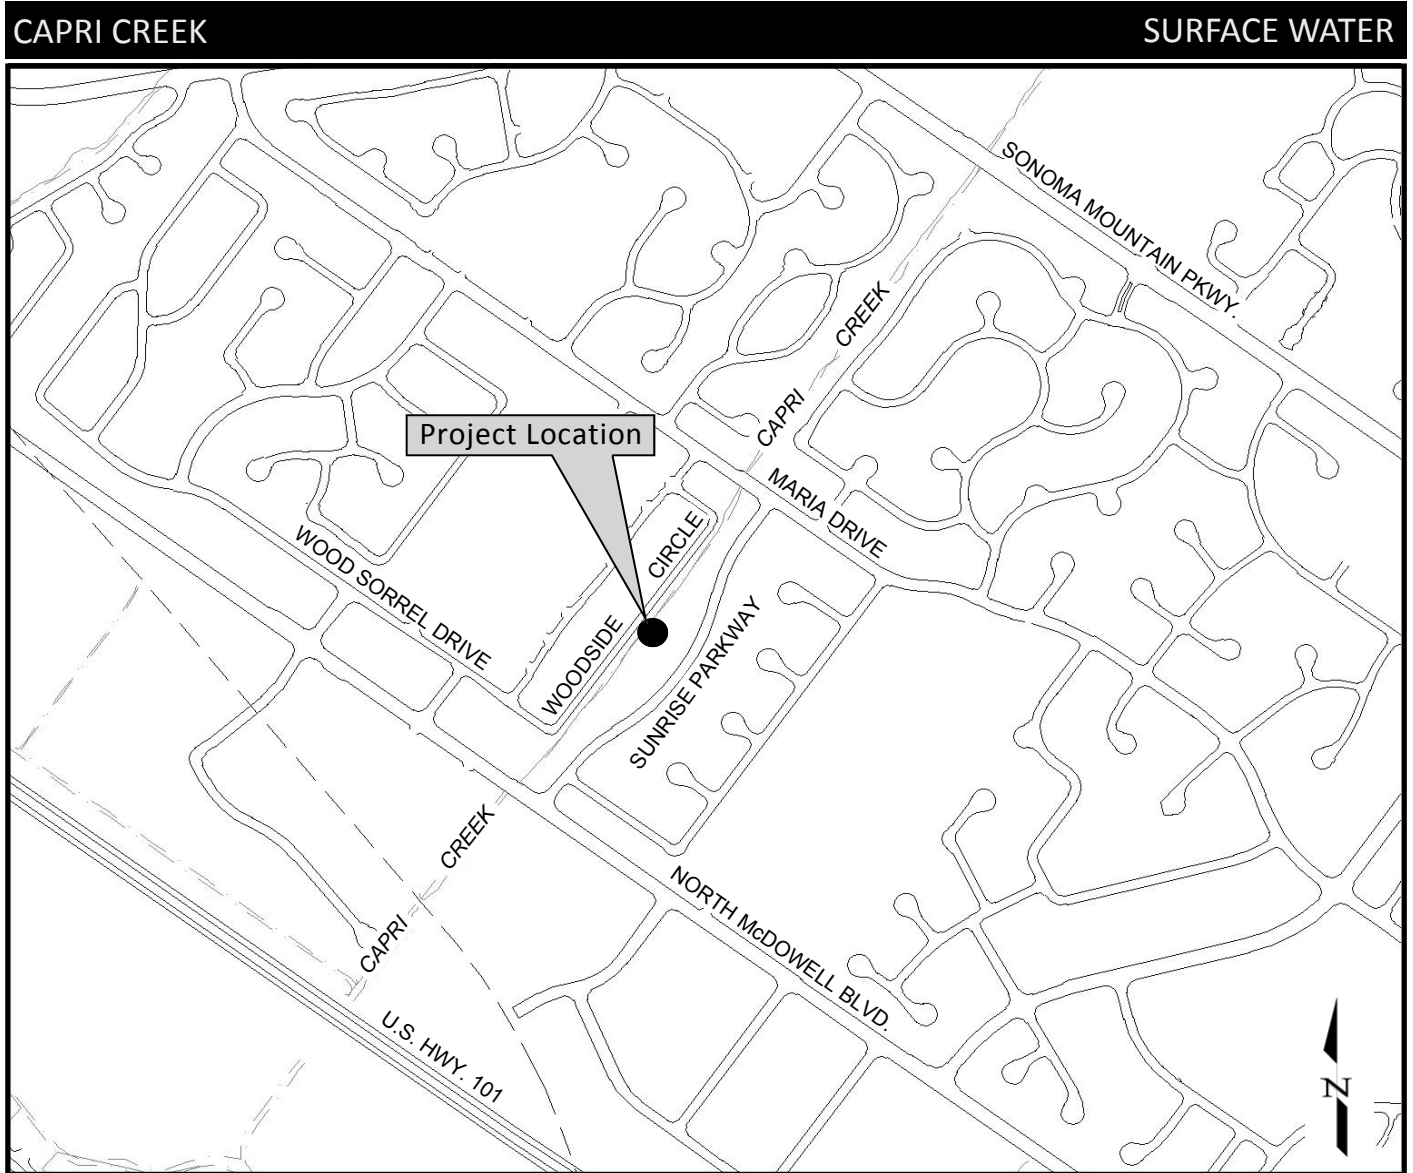 CAPRI CREEK
SURFACE WATER
SONOMA MOUNTAIN PKWY.
CREEK
CAPRI
Project Location
MARIA DRIVE
CIRCLE
WOOD SORREL DRIVE
WOODSIDE
SUNRISE PARKWAY
CREEK
CAPRI
NORTH McDOWELL BLVD.
U.S. HWY. 101
N